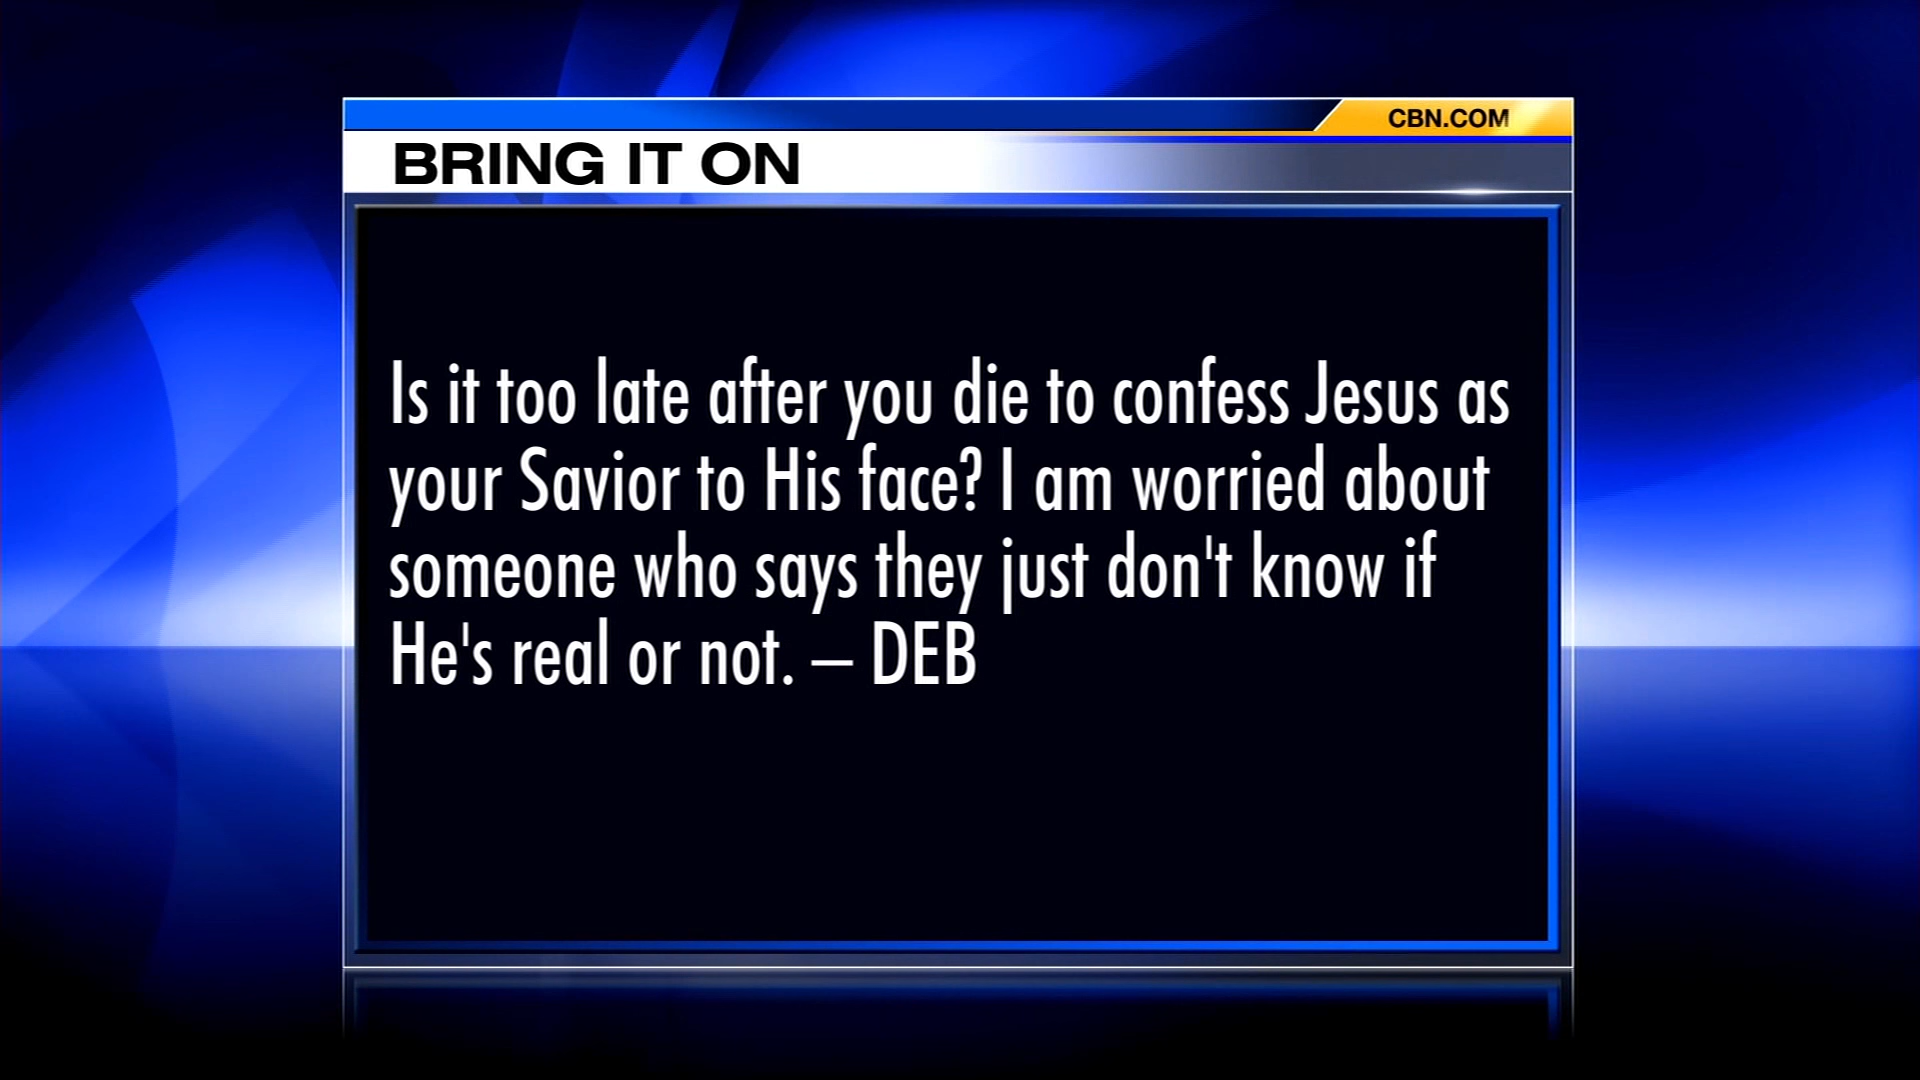 CBN.COM
BRING IT ON
Is it too late after you die to confess Jesus as
your Savior to His face? I am worried about
someone who says they just don't know if
He's real or not. – DEB